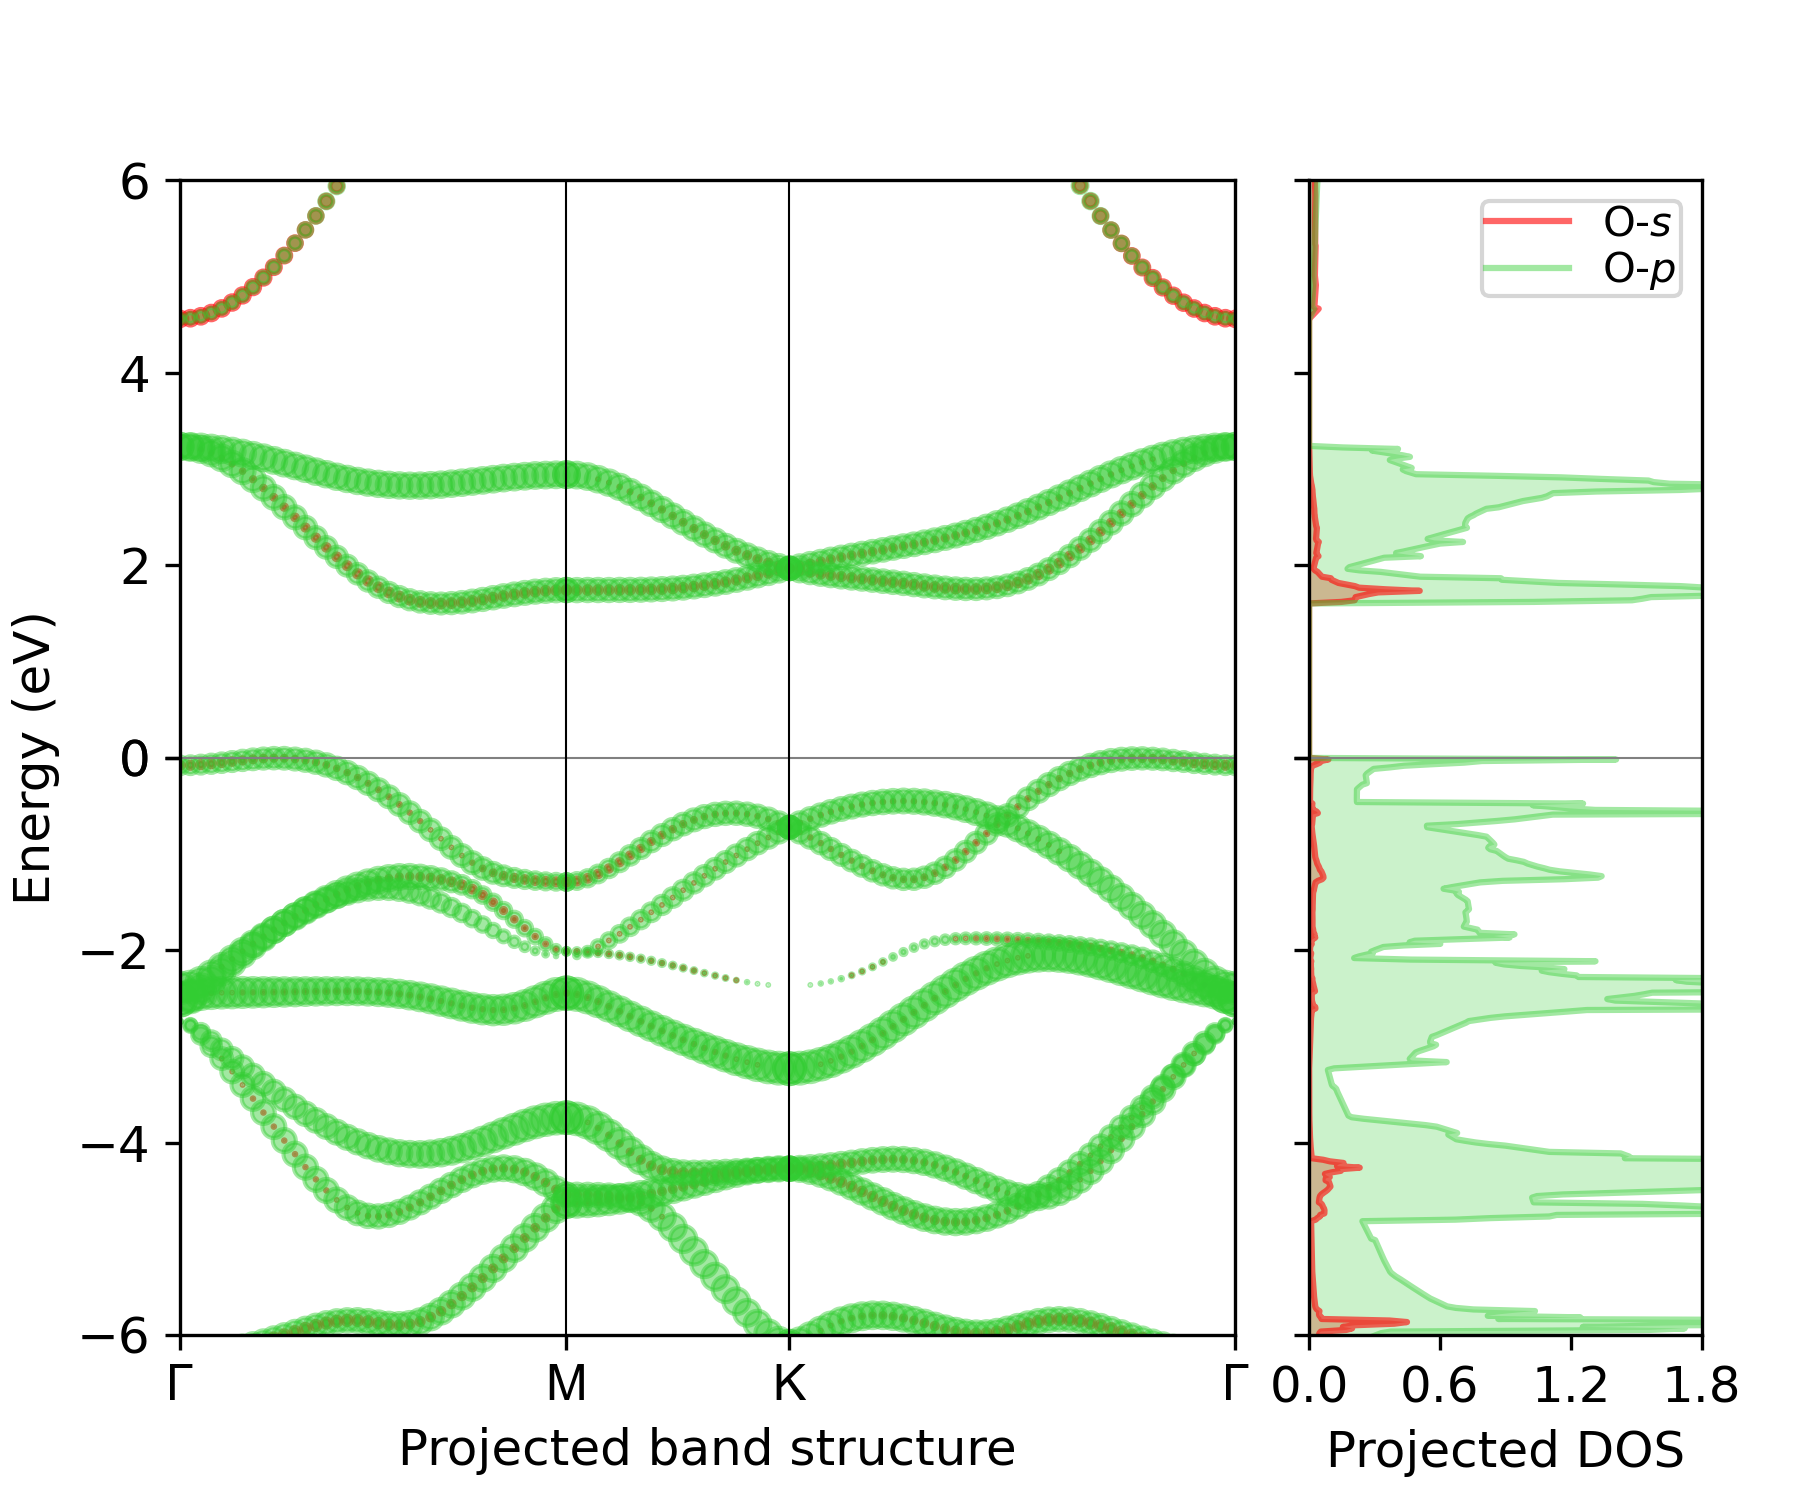 Energy (eV)
6
4
2
0
−2
−4
−6
Γ
M
K
Γ
Projected band structure
O-s
O-p
0.0
0.6
1.2
1.8
Projected DOS